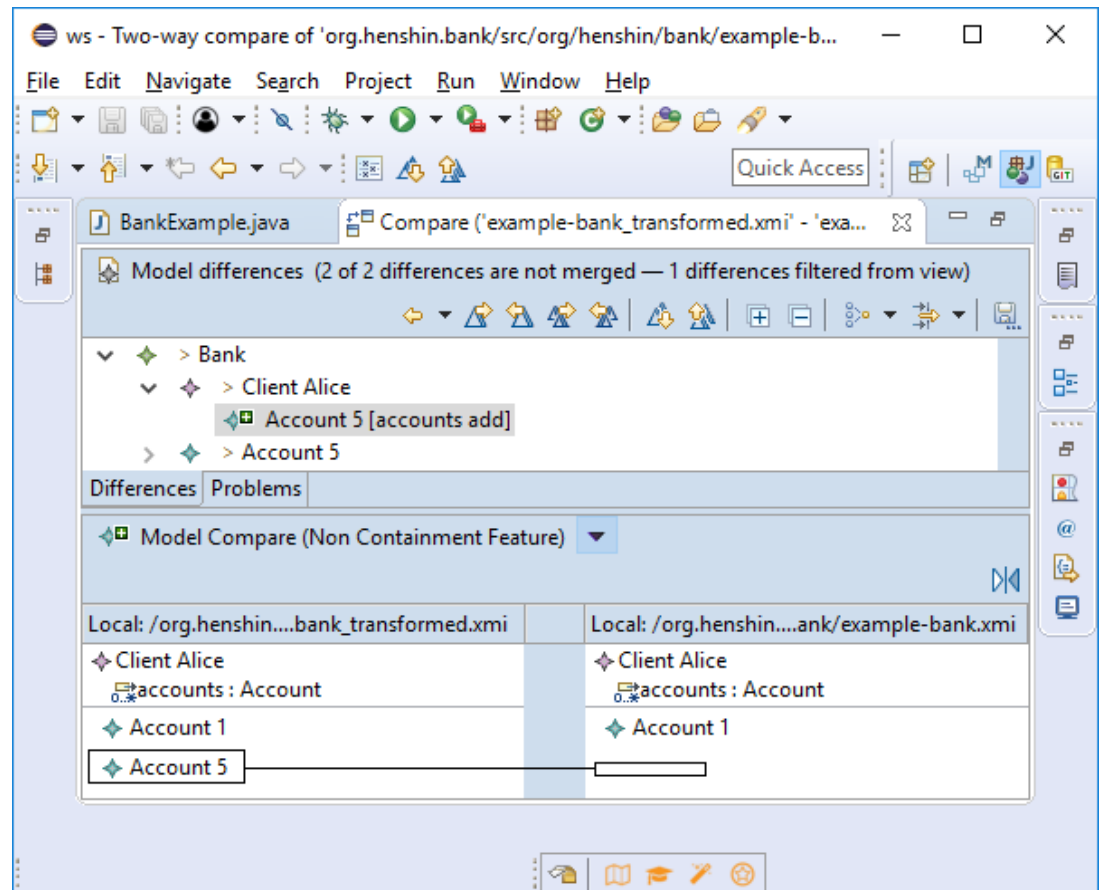 ws - Two-way compare of 'org.henshin.bank/src/org/henshin/bank/example-b...
File Edit Navigate Search Project Run Window Help
Quick Access
M J GIT
BankExample.java Compare ('example-bank_transformed.xmi' - 'exa...
Model differences (2 of 2 differences are not merged — 1 differences filtered from view)
> Bank
> Client Alice
Account 5 [accounts add]
> Account 5
Differences Problems
@
Model Compare (Non Containment Feature)
Local: /org.henshin....bank_transformed.xmi Local: /org.henshin....ank/example-bank.xmi
Client Alice Client Alice
0..* accounts : Account 0..* accounts : Account
Account 1 Account 1
Account 5